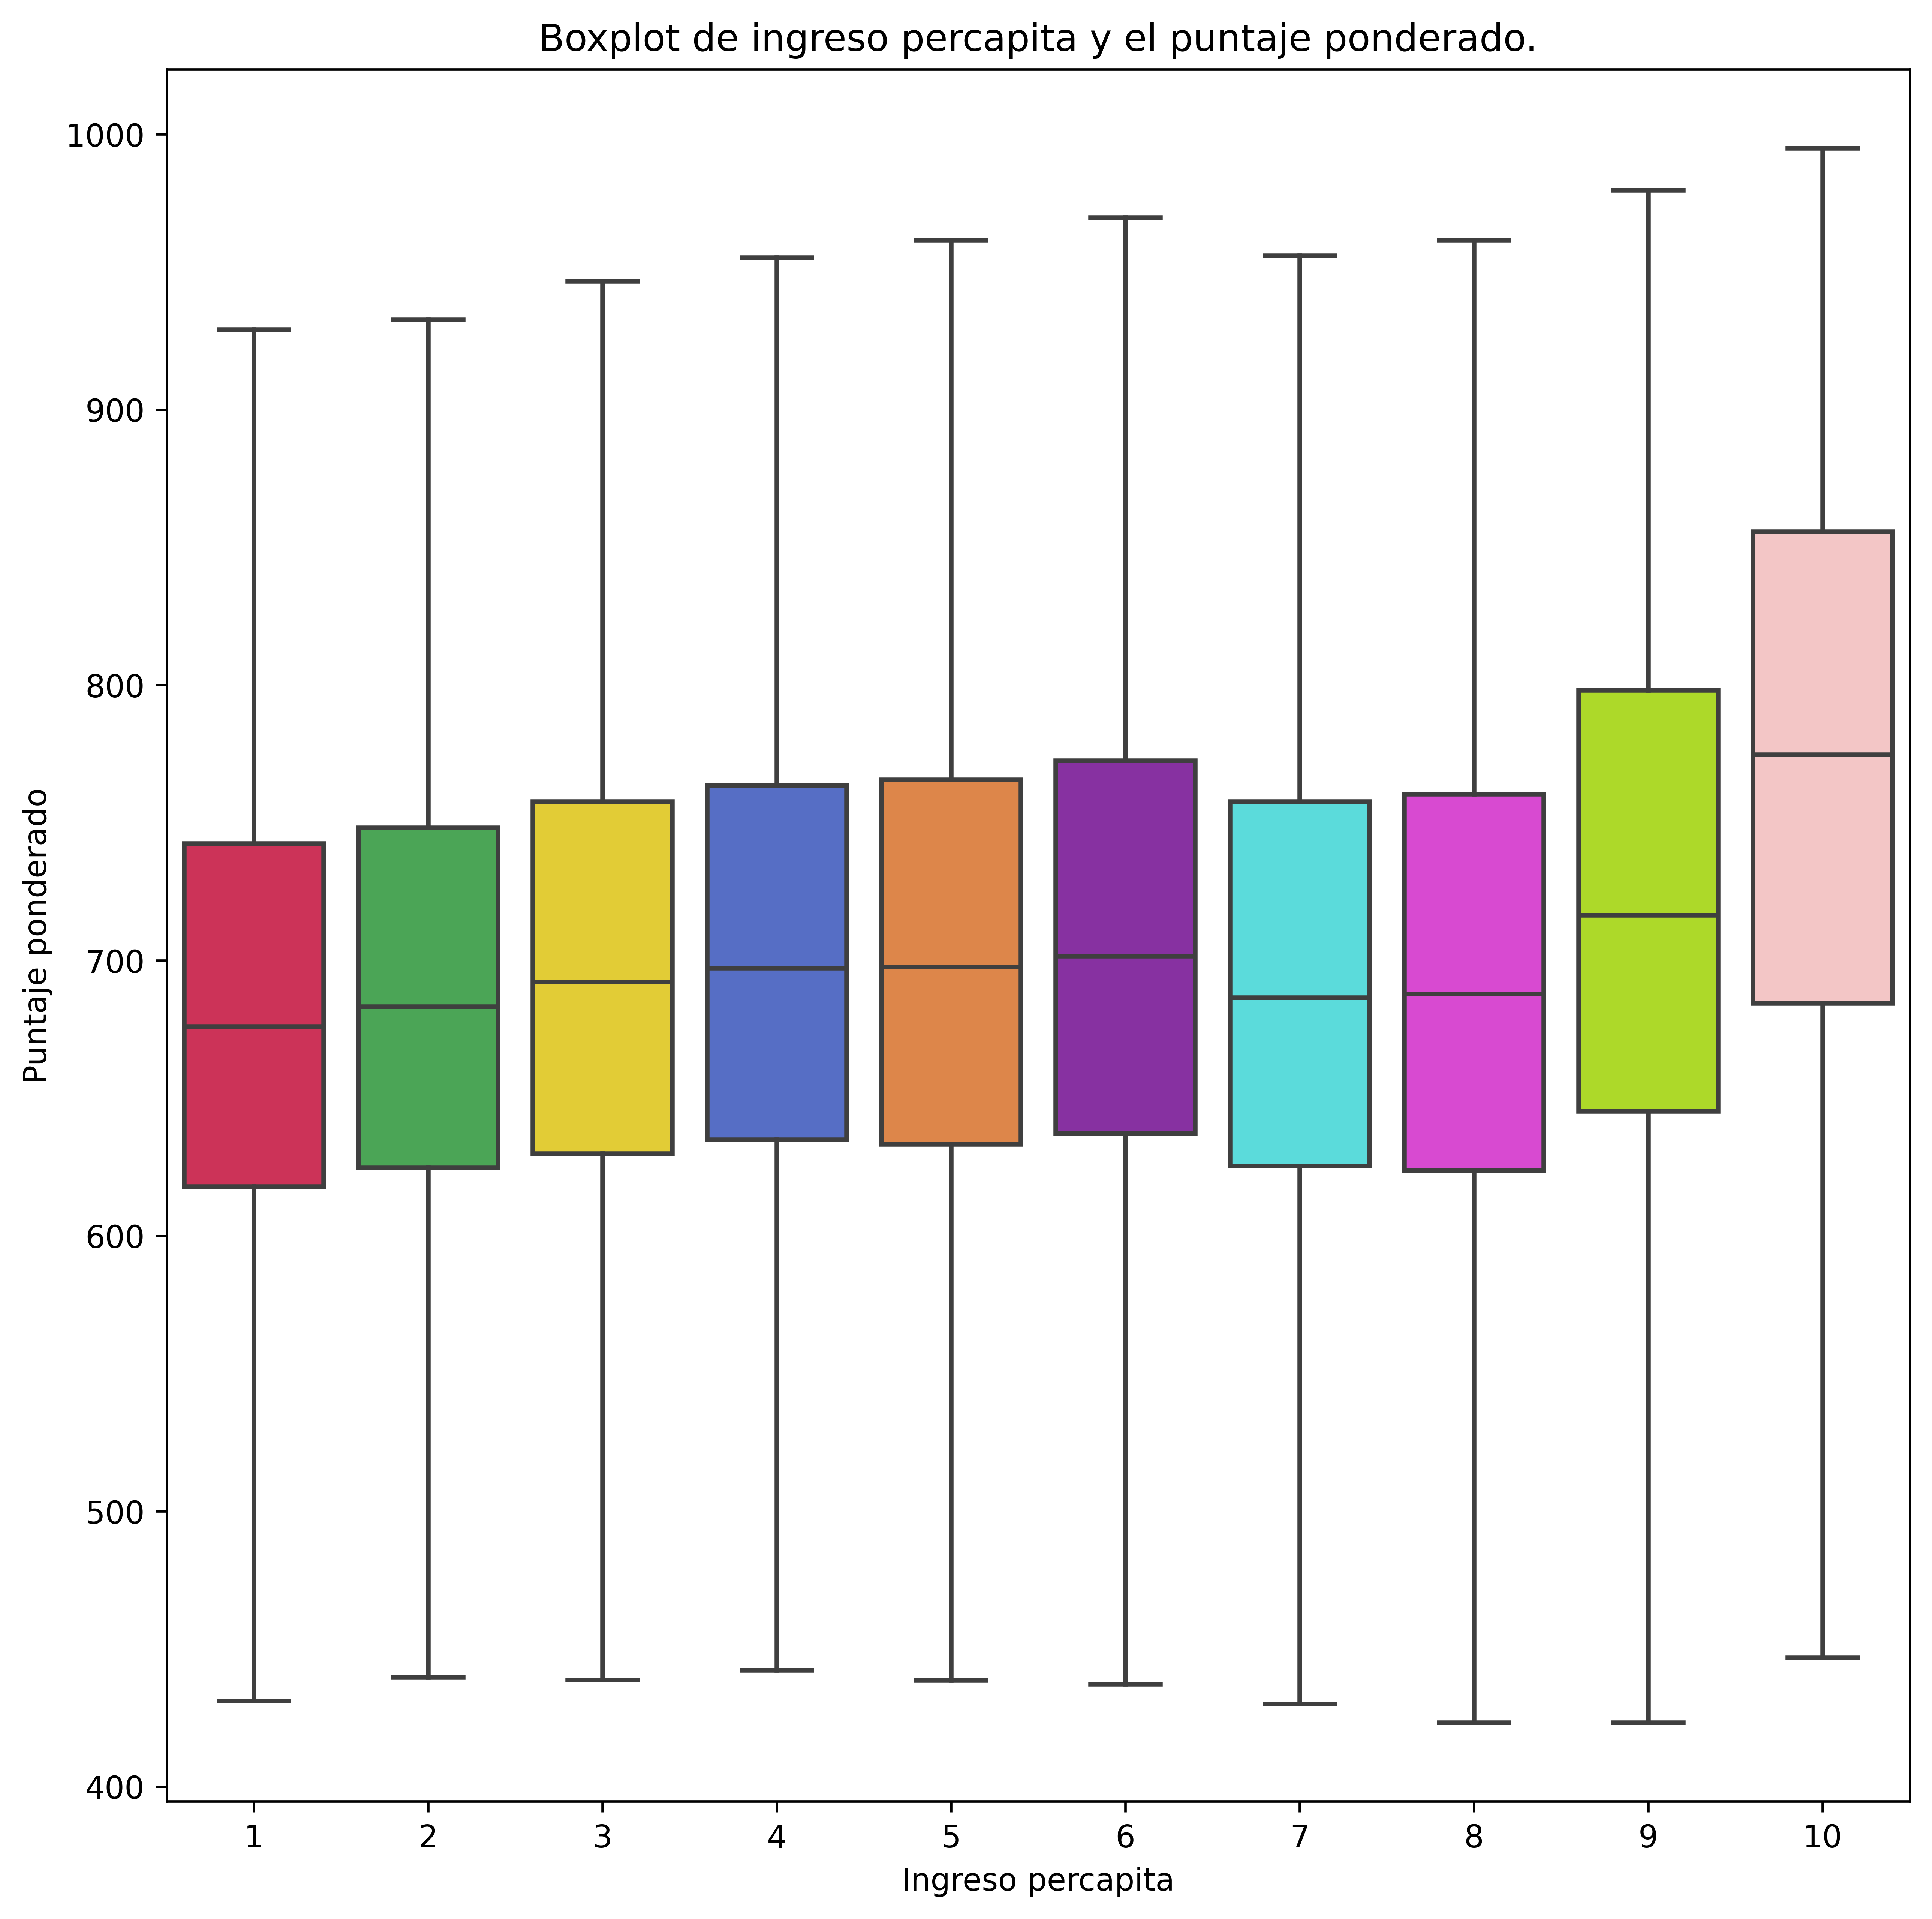 Boxplot de ingreso percapita y el puntaje ponderado.
1000
900
800
700
600
500
400
Puntaje ponderado
1 2 3 4 5 6 7 8 9 10
Ingreso percapita